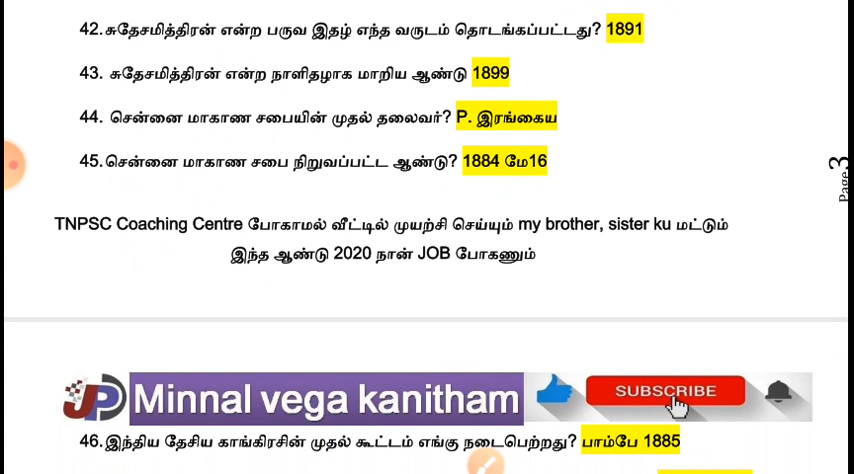 42.சுதேசமித்திரன் என்ற பருவ இதழ் எந்த வருடம் தொடங்கப்பட்டது? 1891
43. சுதேசமித்திரன் என்ற நாளிதழாக மாறிய ஆண்டு 1899
44. சென்னை மாகாண சபையின் முதல் தலைவர்? P. இரங்கைய
45.சென்னை மாகாண சபை நிறுவப்பட்ட ஆண்டு? 1884 மே16
Page3
TNPSC Coaching Centre போகாமல் வீட்டில் முயற்சி செய்யும் my brother, sister ku மட்டும்
இந்த ஆண்டு 2020 நான் JOB போகணும்
JP Minnal vega kanitham SUBSCRIBE
46.இந்திய தேசிய காங்கிரசின் முதல் கூட்டம் எங்கு நடைபெற்றது? பாம்பே 1885